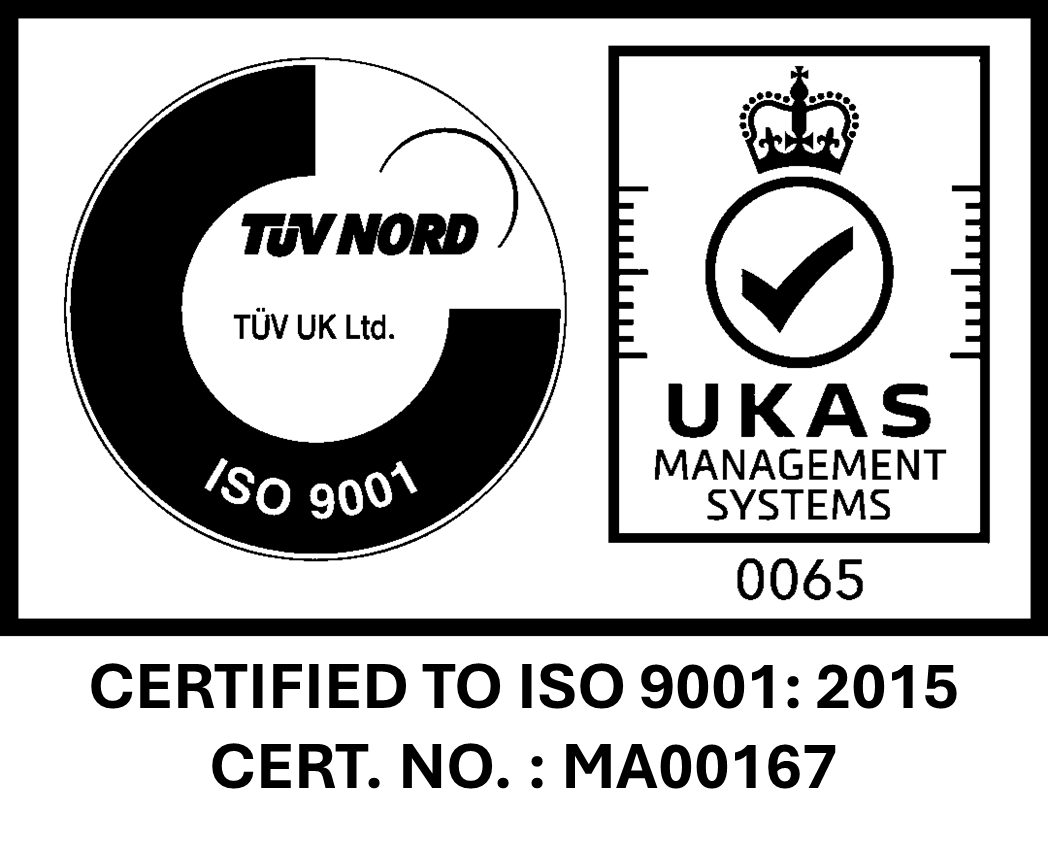 TÜV NORD
TÜV UK Ltd.
ISO 9001
UKAS
MANAGEMENT
SYSTEMS
0065
CERTIFIED TO ISO 9001: 2015
CERT. NO. : MA00167